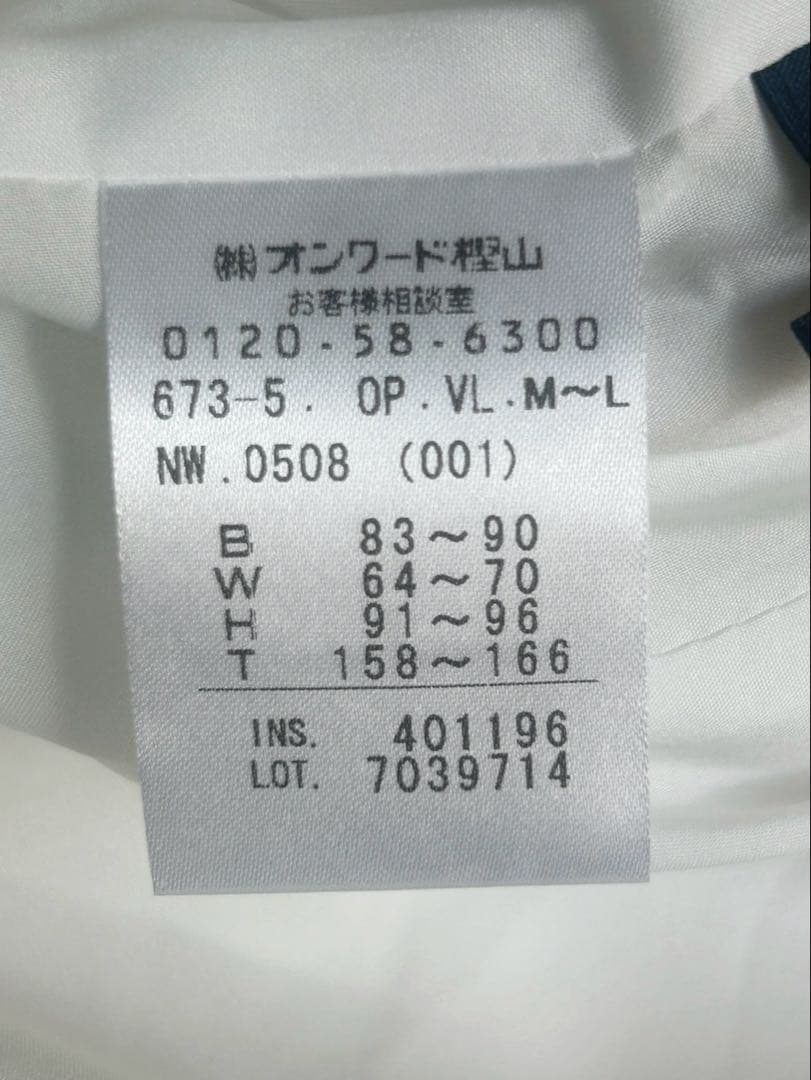 ㈱オンワード樫山
お客様相談室
0120-58-6300
673-5. OP.VL.M～L
NW.0508 (001)
B 83～90
W 64～70
H 91～96
T 158～166
INS. 401196
LOT. 7039714